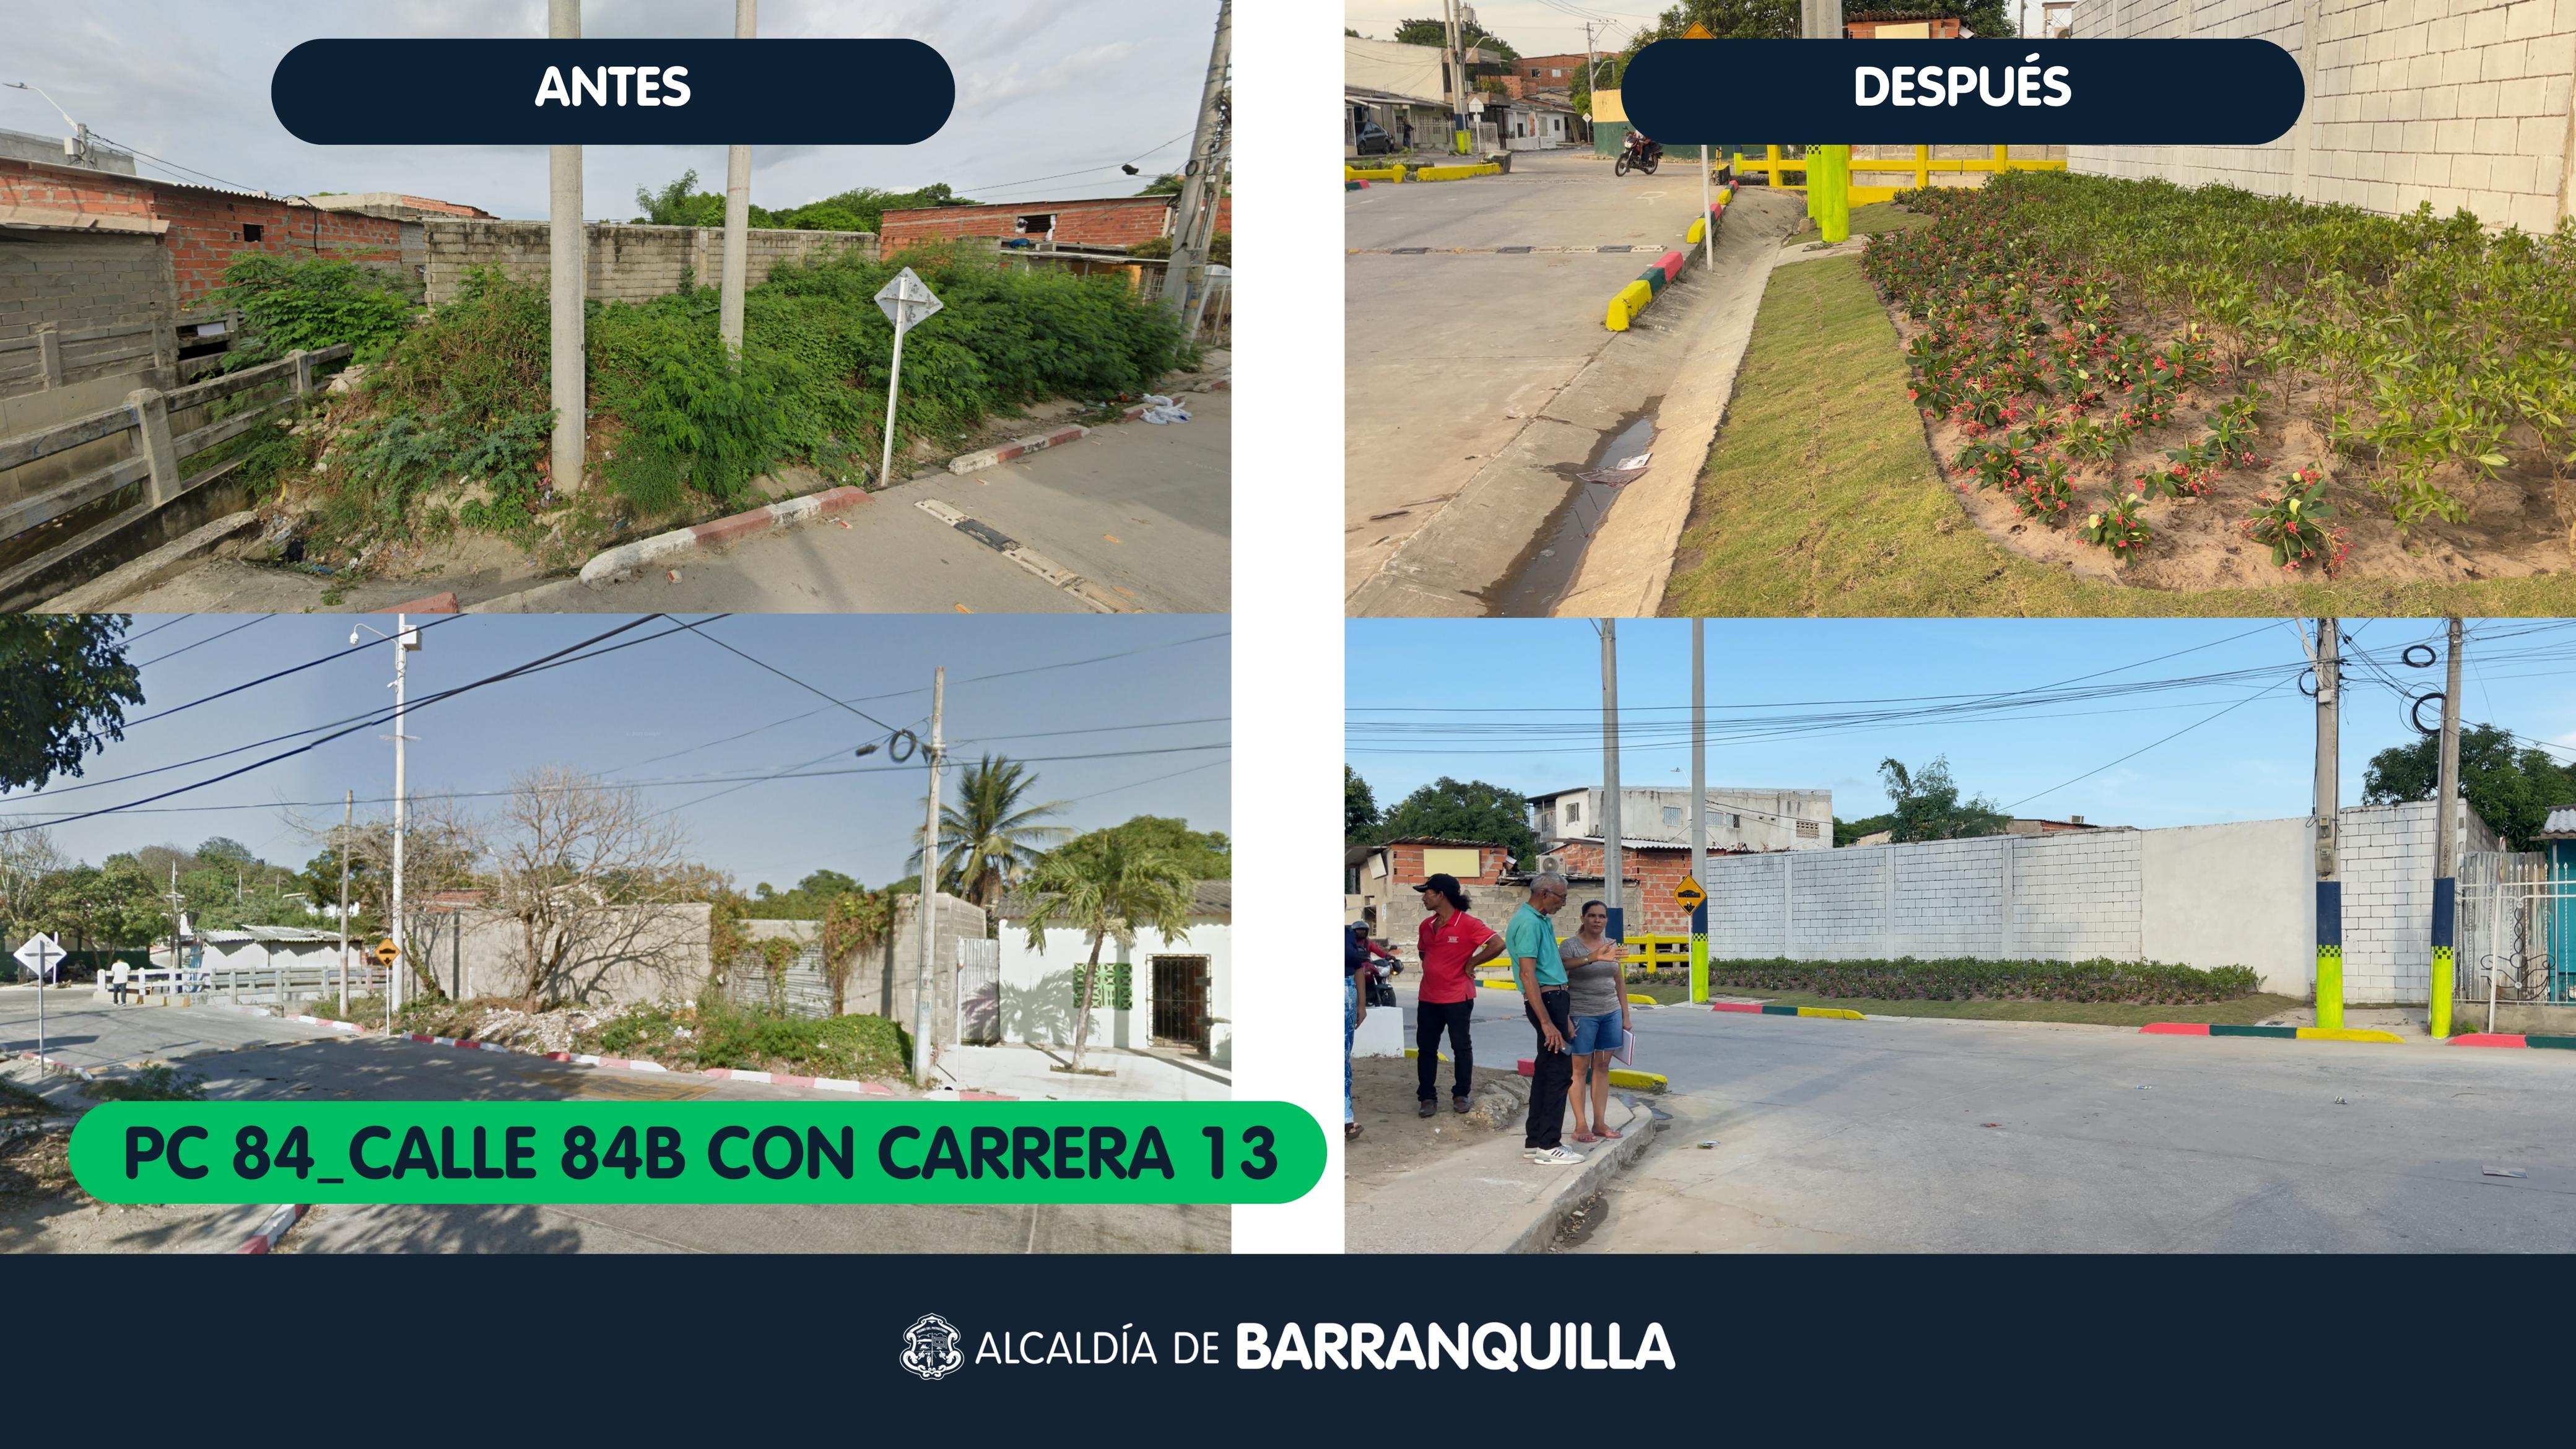 ANTES
DESPUÉS
PC 84_CALLE 84B CON CARRERA 13
ALCALDÍA DE BARRANQUILLA